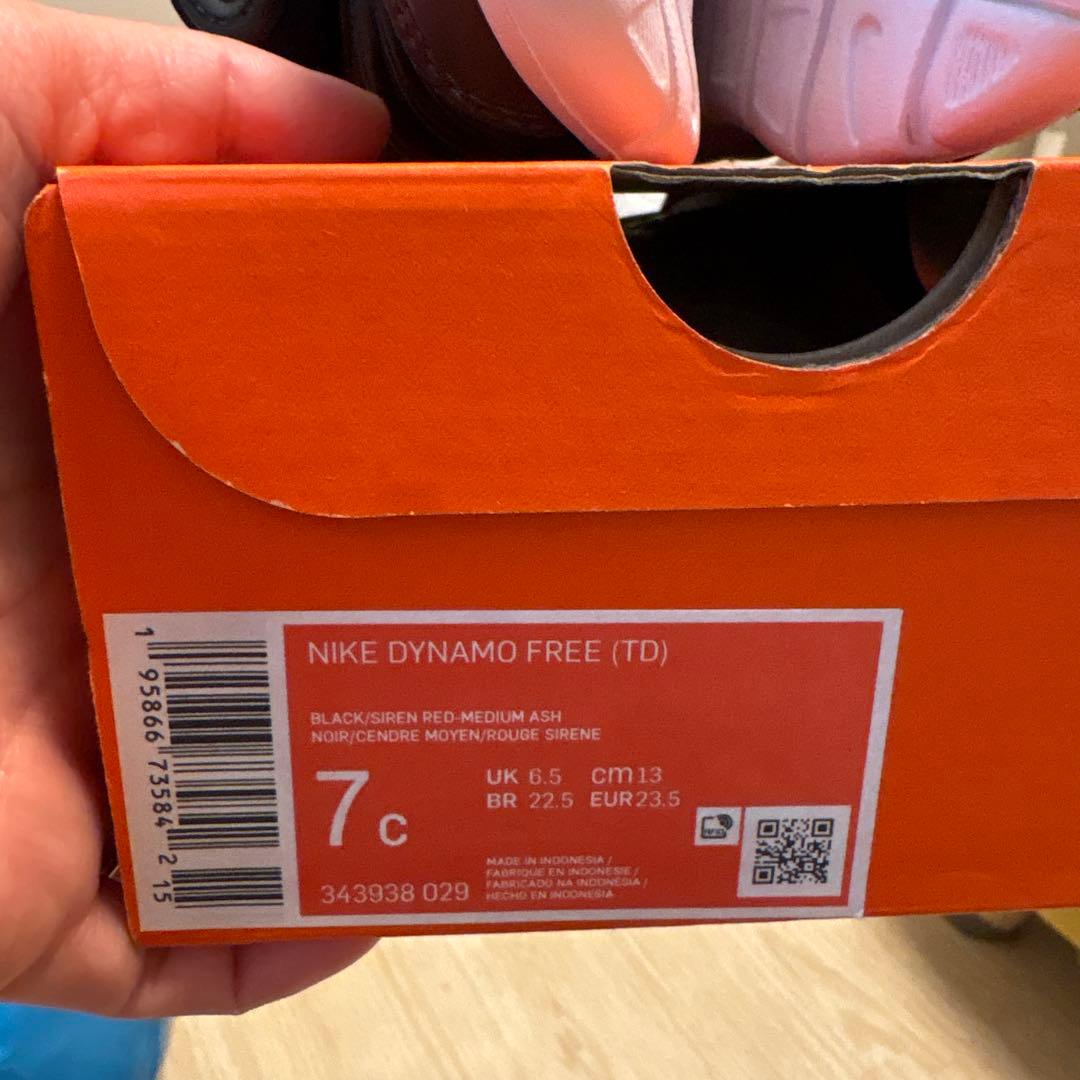 NIKE DYNAMO FREE (TD)
BLACK/SIREN RED-MEDIUM ASH
NOIR/CENDRE MOYEN/ROUGE SIRENE
7 C
UK 6.5 cm 13
BR 22.5 EUR 23.5
343938 029
MADE IN INDONESIA /
FABRIQUE EN INDONESIE /
FABRICADO NA INDONÉSIA /
HECHO EN INDONESIA
RFID
1 95866 73584 2 15